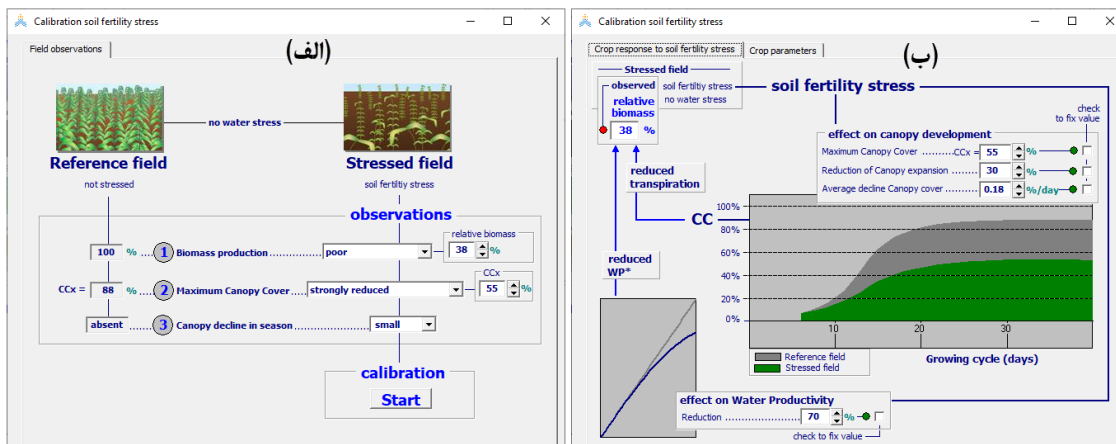 Calibration soil fertility stress
Field observations
(الف)
no water stress
Reference field
Stressed field
not stressed
soil fertiltiy stress
observations
relative biomass
100 % ..... 1 Biomass production .............. poor 38 %
CCx
CCx = 88 % ..... 2 Maximum Canopy Cover ..... strongly reduced 55 %
absent ..... 3 Canopy decline in season ............... small
calibration
Start
Calibration soil fertility stress
(ب)
Crop response to soil fertility stress
Crop parameters
Stressed field
observed
soil fertiltiy stress
no water stress
relative
biomass
38 %
soil fertility stress
check
to fix value
effect on canopy development
Maximum Canopy Cover ........ CCx = 55 %
Reduction of Canopy expansion ........ 30 %
Average decline Canopy cover ........ 0.18 %/day
reduced
transpiration
CC
reduced
WP*
100%
80%
60%
40%
20%
0%
10
20
30
Reference field
Stressed field
Growing cycle (days)
effect on Water Productivity
Reduction ........................ 70 %
check to fix value